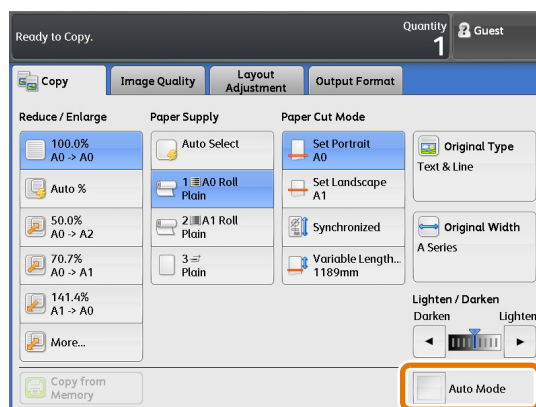 Ready to Copy.
Quantity
1
Guest
Copy
Image Quality
Layout
Adjustment
Output Format
Reduce / Enlarge
100.0%
A0 -> A0
Auto %
50.0%
A0 -> A2
70.7%
A0 -> A1
141.4%
A1 -> A0
More...
Paper Supply
Auto Select
1 A0 Roll
Plain
2 A1 Roll
Plain
3
Plain
Paper Cut Mode
Set Portrait
A0
Set Landscape
A1
Synchronized
Variable Length...
1189mm
Original Type
Text & Line
Original Width
A Series
Lighten / Darken
Darken Lighten
Copy from
Memory
Auto Mode